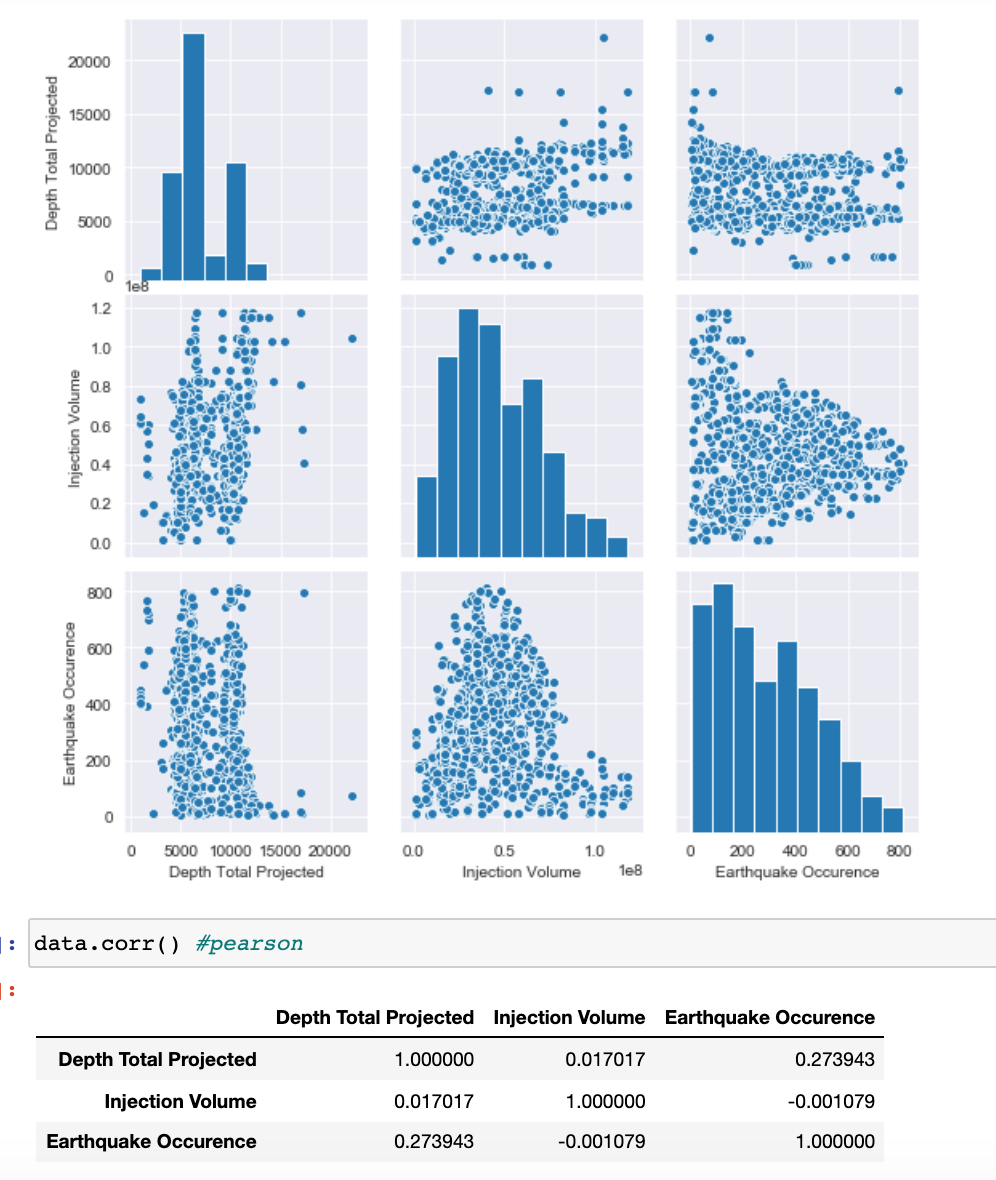 Depth Total Projected
20000
15000
10000
5000
0
1e8
Injection Volume
1.2
1.0
0.8
0.6
0.4
0.2
0.0
Earthquake Occurence
800
600
400
200
0
0 5000 10000 15000 20000
Depth Total Projected
0.0 0.5 1.0
Injection Volume 1e8
0 200 400 600 800
Earthquake Occurence
]: data.corr() #pearson
]:
Depth Total Projected Injection Volume Earthquake Occurence
Depth Total Projected 1.000000 0.017017 0.273943
Injection Volume 0.017017 1.000000 -0.001079
Earthquake Occurence 0.273943 -0.001079 1.000000